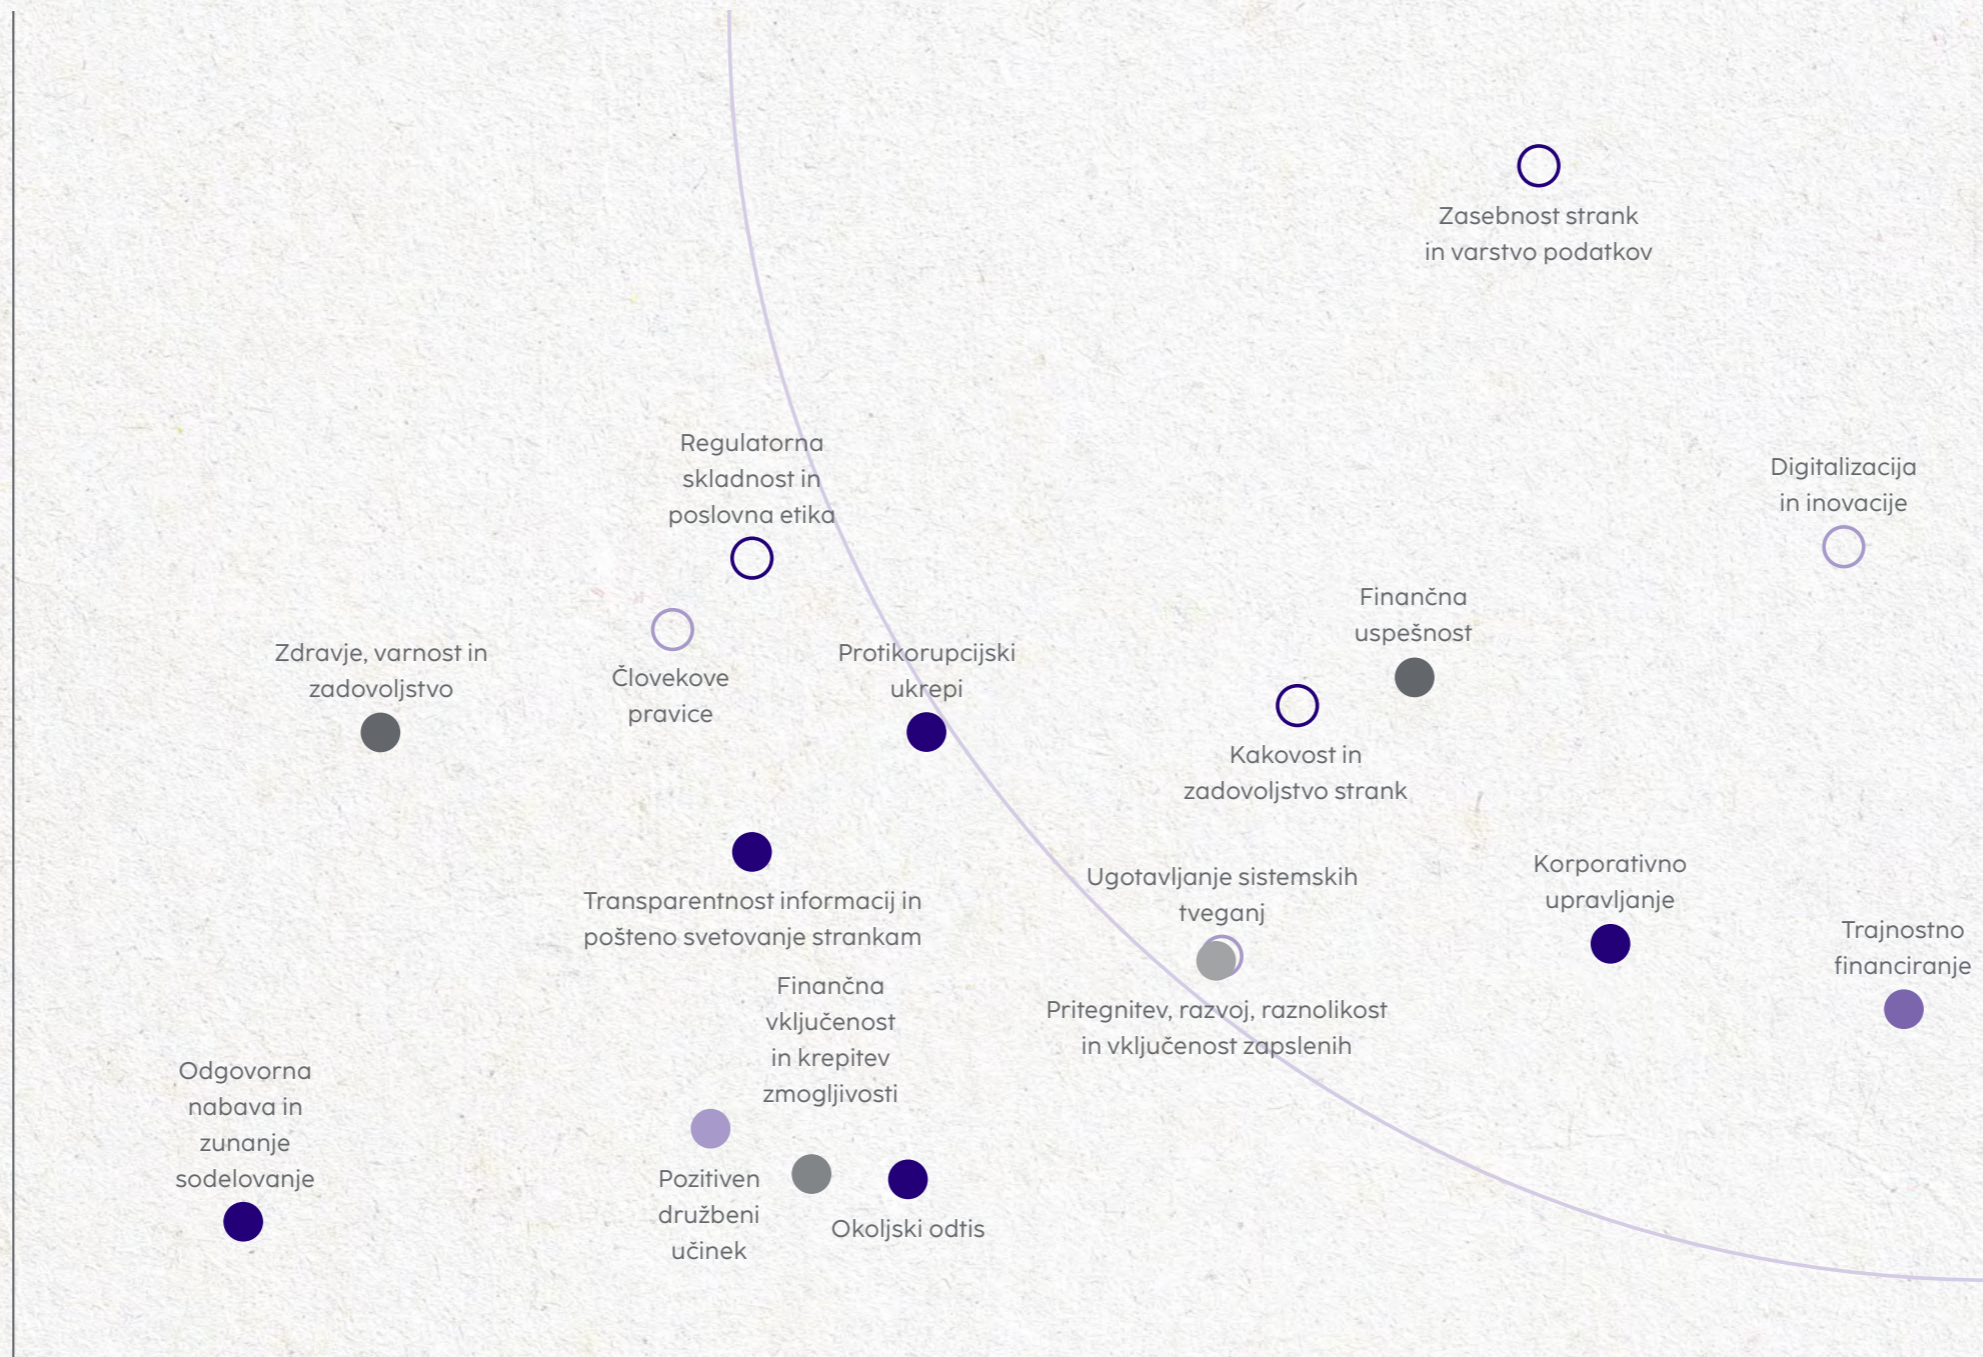 Zasebnost strank
in varstvo podatkov
Regulatorna
skladnost in
poslovna etika
Digitalizacija
in inovacije
Finančna
uspešnost
Zdravje, varnost in
zadovoljstvo
Človekove
pravice
Protikorupcijski
ukrepi
Kakovost in
zadovoljstvo strank
Ugotavljanje sistemskih
tveganj
Korporativno
upravljanje
Transparentnost informacij in
pošteno svetovanje strankam
Trajnostno
financiranje
Finančna
vključenost
in krepitev
zmogljivosti
Pritegnitev, razvoj, raznolikost
in vključenost zapslenih
Odgovorna
nabava in
zunanje
sodelovanje
Pozitiven
družbeni
učinek
Okoljski odtis